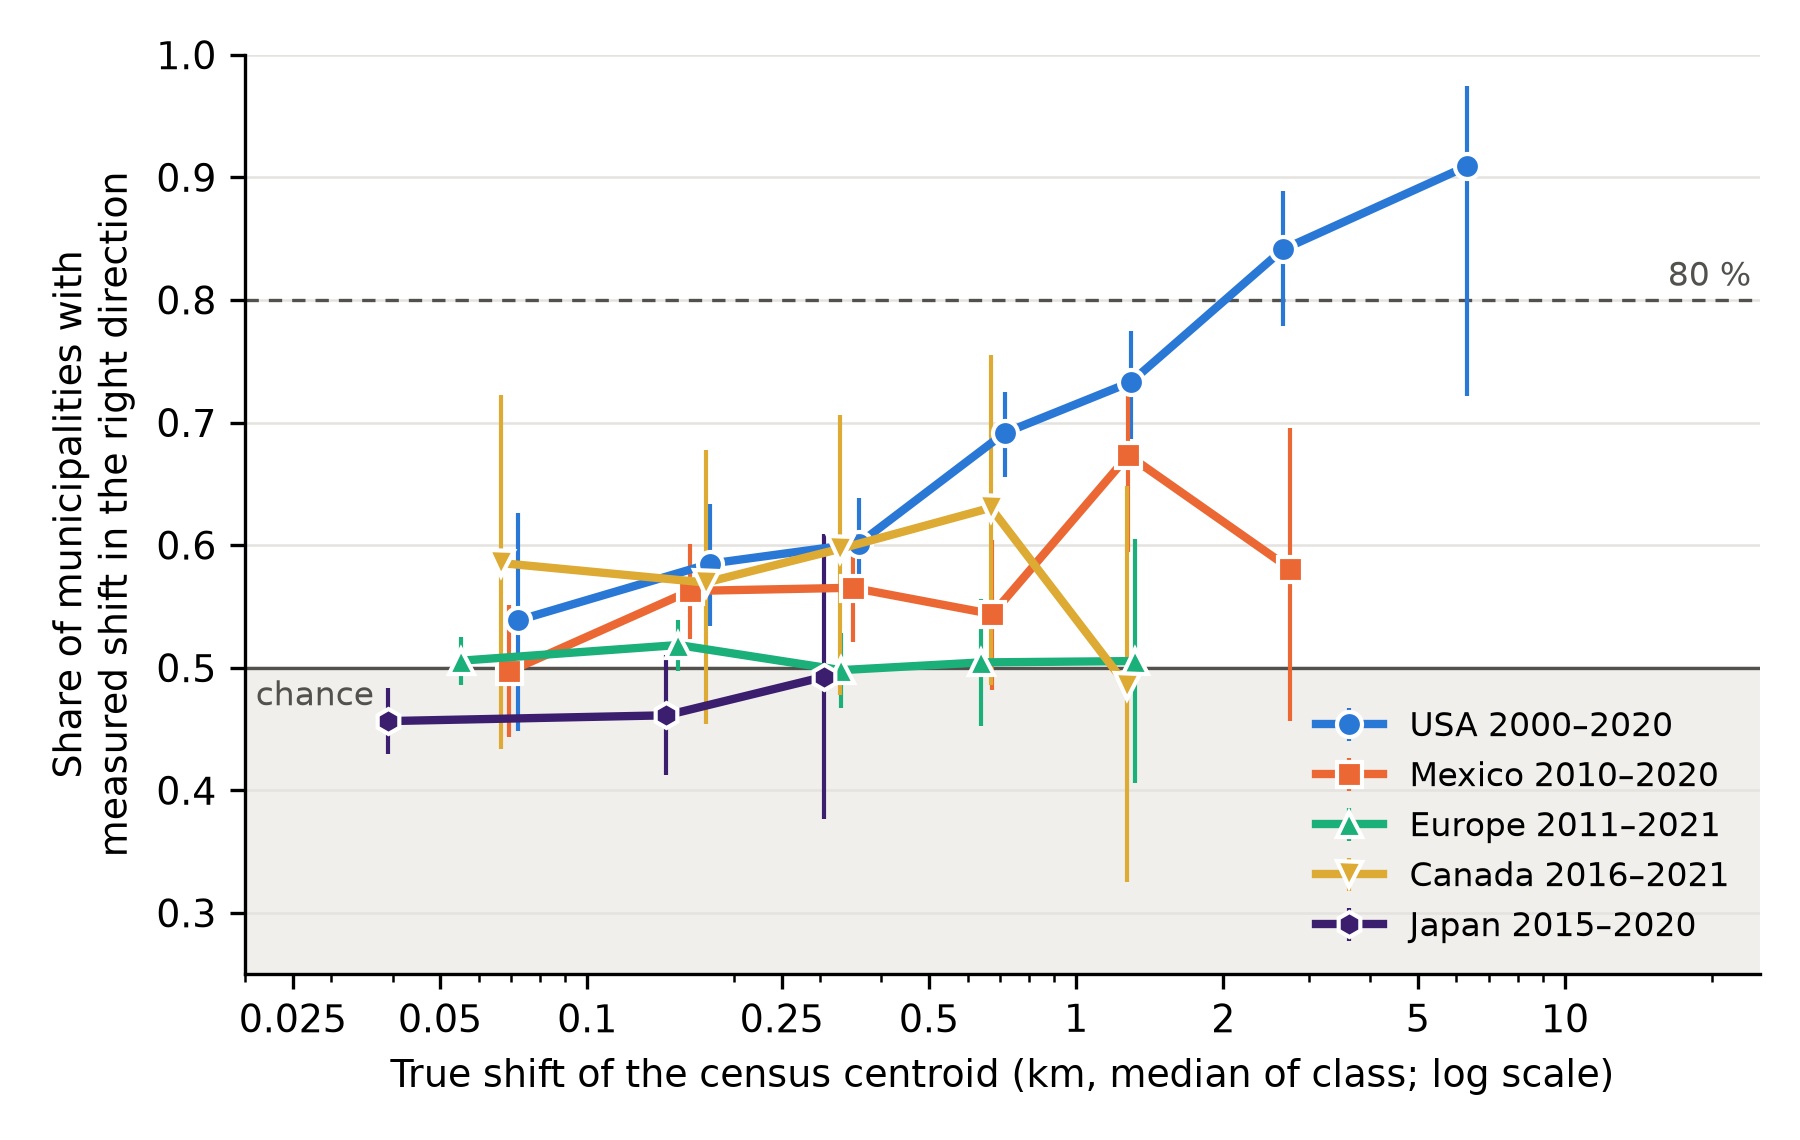 Share of municipalities with
measured shift in the right direction
1.0
0.9
0.8
0.7
0.6
0.5
0.4
0.3
80 %
chance
USA 2000–2020
Mexico 2010–2020
Europe 2011–2021
Canada 2016–2021
Japan 2015–2020
0.025 0.05 0.1 0.25 0.5 1 2 5 10
True shift of the census centroid (km, median of class; log scale)